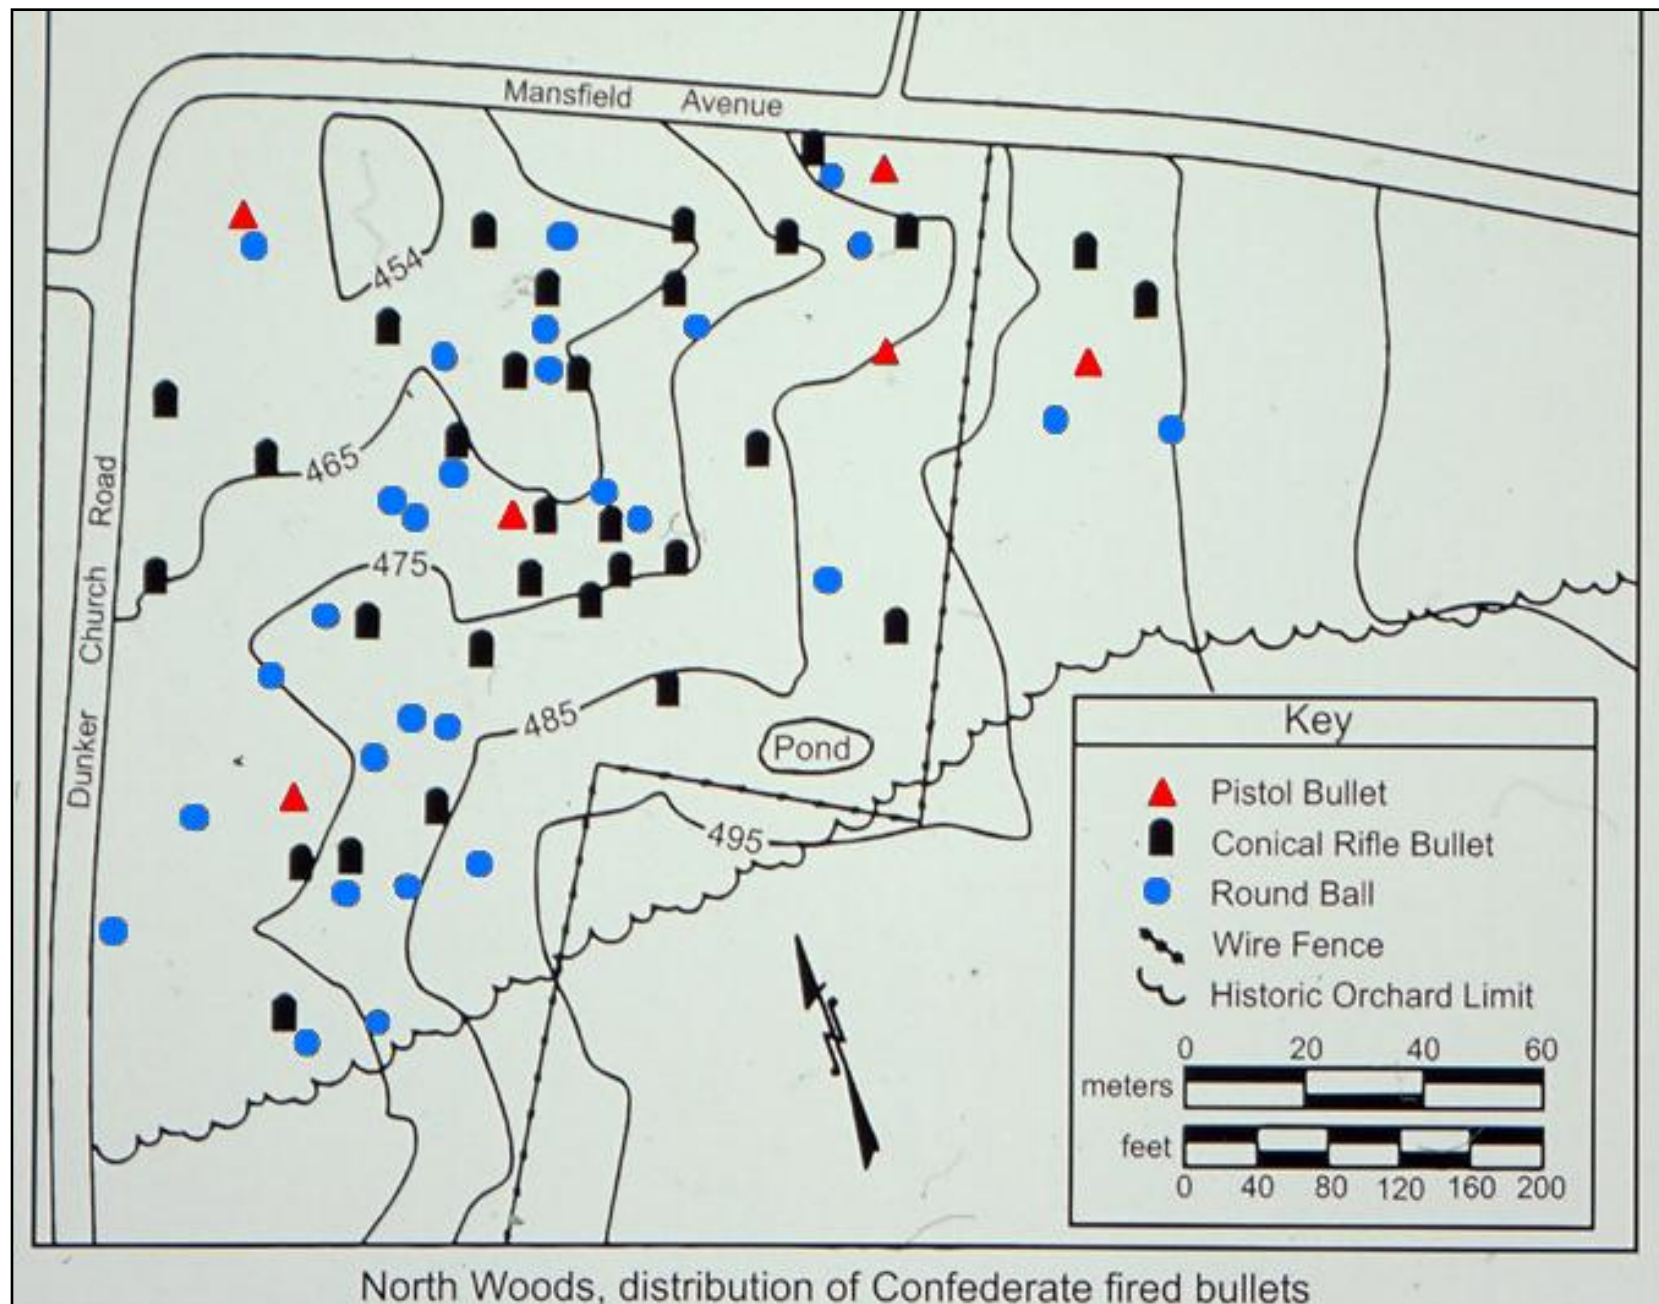 Mansfield Avenue
454
465
475
485
495
Dunker Church Road
Pond
Key
Pistol Bullet
Conical Rifle Bullet
Round Ball
Wire Fence
Historic Orchard Limit
0 20 40 60
meters
feet
0 40 80 120 160 200
N
North Woods, distribution of Confederate fired bullets